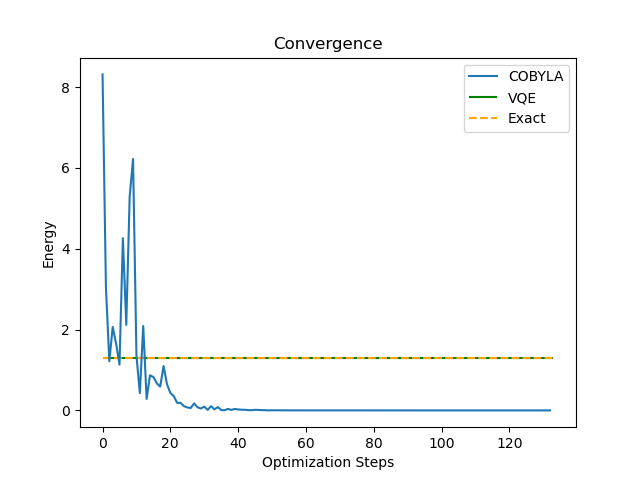 Convergence
COBYLA
VQE
Exact
Energy
8
6
4
2
0
0 20 40 60 80 100 120
Optimization Steps